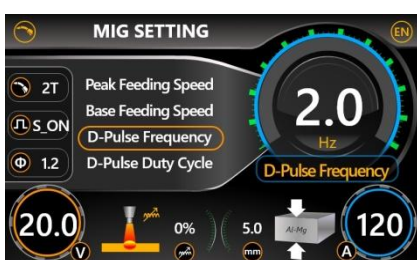 MIG SETTING
EN
2T
S_ON
Φ 1.2
Peak Feeding Speed
Base Feeding Speed
D-Pulse Frequency
D-Pulse Duty Cycle
2.0
Hz
D-Pulse Frequency
20.0
V
0%
5.0
mm
Al-Mg
120
A